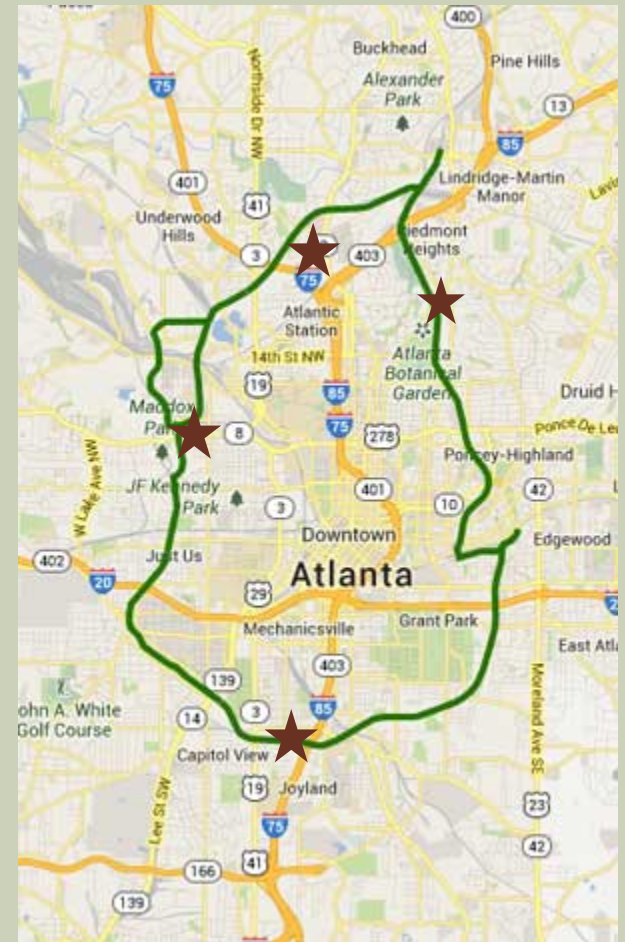 400
Buckhead
Pine Hills
Northside Dr NW
75
Alexander
Park
13
85
401
41
Lindridge-Martin
Manor
Underwood
Hills
3
403
Heights
75
Atlantic
Station
14th St NW
Atlanta
Botanical
Garden
19
85
Druid H
Maddox
8
75
278
Ponce De Le
Poncey-Highland
W Lake Ave NW
JF Kennedy
Park
401
42
3
10
Downtown
Edgewood
Just Us
402
Atlanta
20
29
Mechanicsville
Grant Park
2
East Atl
403
139
Moreland Ave SE
ohn A. White
Golf Course
14
3
85
Capitol View
19
Joyland
Lee St SW
23
75
42
41
166
139